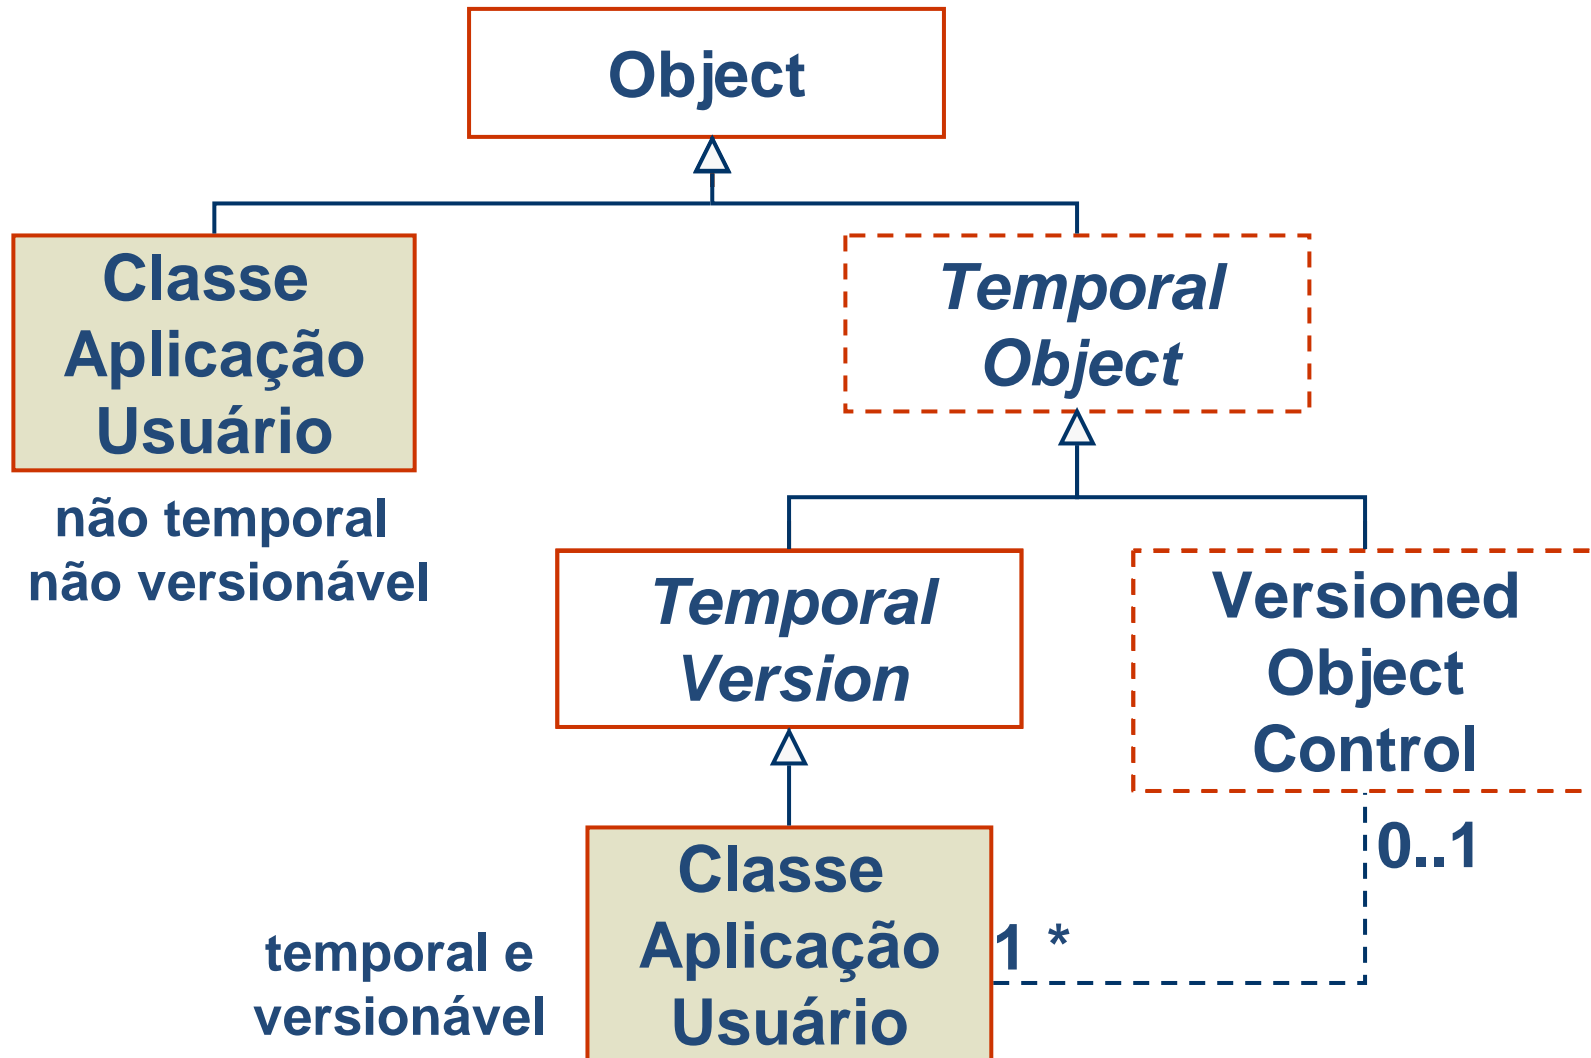 Object
Classe
Aplicação
Usuário
não temporal
não versionável
Temporal
Object
Temporal
Version
Versioned
Object
Control
0..1
Classe
Aplicação
Usuário
1 *
temporal e
versionável